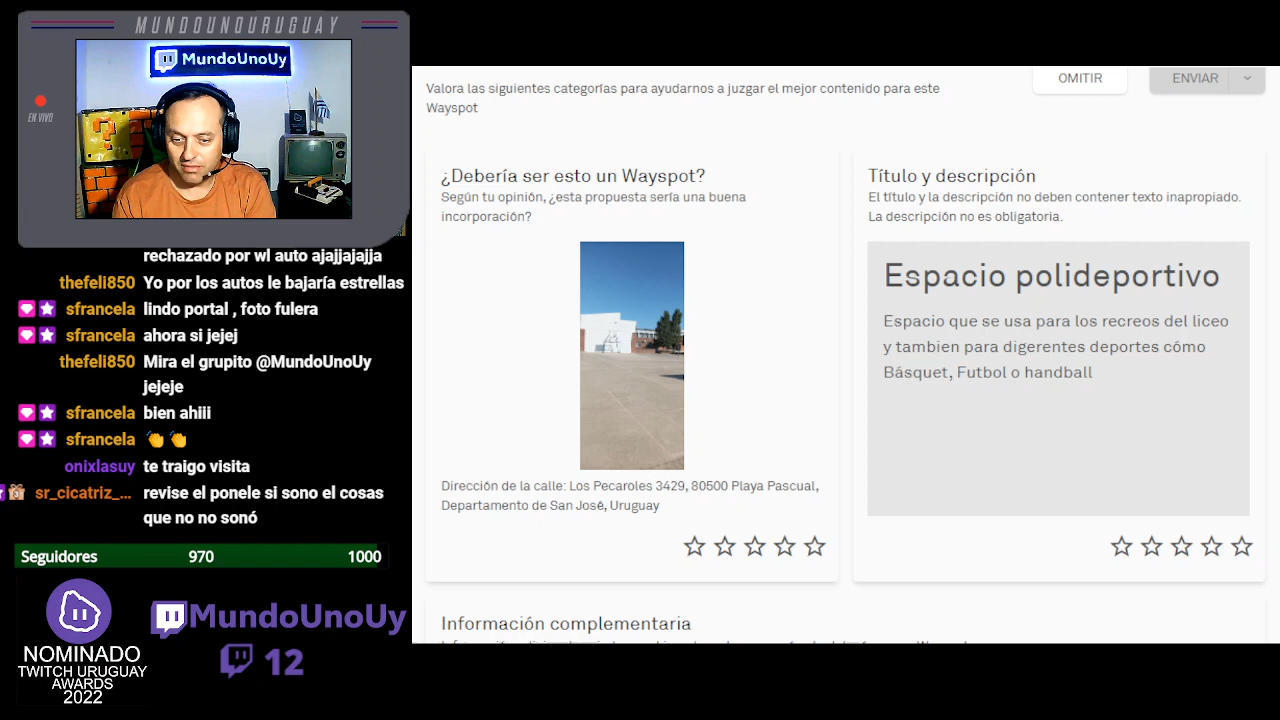 MUNDOUNOURUGUAY
MundoUnoUy
EN VIVO
rechazado por wl auto ajajjajajja
thefeli850 Yo por los autos le bajaría estrellas
sfrancela lindo portal , foto fulera
sfrancela ahora si jejej
thefeli850 Mira el grupito @MundoUnoUy
jejeje
sfrancela bien ahiii
sfrancela 👏 👏
onixlasuy te traigo visita
sr_cicatriz_... revise el ponele si sono el cosas
que no no sonó
Seguidores 970 1000
MundoUnoUy
12
NOMINADO
TWITCH URUGUAY
AWARDS
2022
Valora las siguientes categorías para ayudarnos a juzgar el mejor contenido para este
Wayspot
OMITIR
ENVIAR
¿Debería ser esto un Wayspot?
Según tu opinión, ¿esta propuesta sería una buena
incorporación?
Dirección de la calle: Los Pecaroles 3429, 80500 Playa Pascual,
Departamento de San José, Uruguay
Título y descripción
El título y la descripción no deben contener texto inapropiado.
La descripción no es obligatoria.
Espacio polideportivo
Espacio que se usa para los recreos del liceo
y tambien para digerentes deportes cómo
Básquet, Futbol o handball
Información complementaria